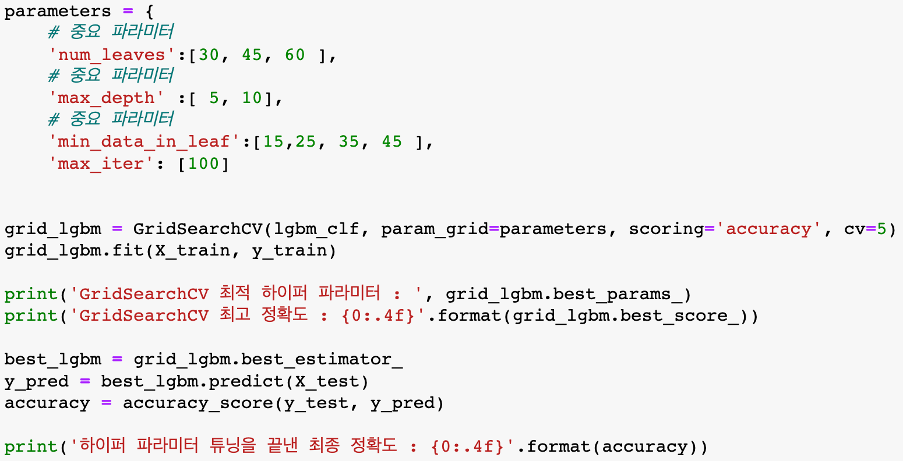 parameters = {
    # 중요 파라미터
    'num_leaves':[30, 45, 60 ],
    # 중요 파라미터
    'max_depth' :[ 5, 10],
    # 중요 파라미터
    'min_data_in_leaf':[15,25, 35, 45 ],
    'max_iter': [100]
grid_lgbm = GridSearchCV(lgbm_clf, param_grid=parameters, scoring='accuracy', cv=5)
grid_lgbm.fit(X_train, y_train)
print('GridSearchCV 최적 하이퍼 파라미터 : ', grid_lgbm.best_params_)
print('GridSearchCV 최고 정확도 : {0:.4f}'.format(grid_lgbm.best_score_))
best_lgbm = grid_lgbm.best_estimator_
y_pred = best_lgbm.predict(X_test)
accuracy = accuracy_score(y_test, y_pred)
print('하이퍼 파라미터 튜닝을 끝낸 최종 정확도 : {0:.4f}'.format(accuracy))